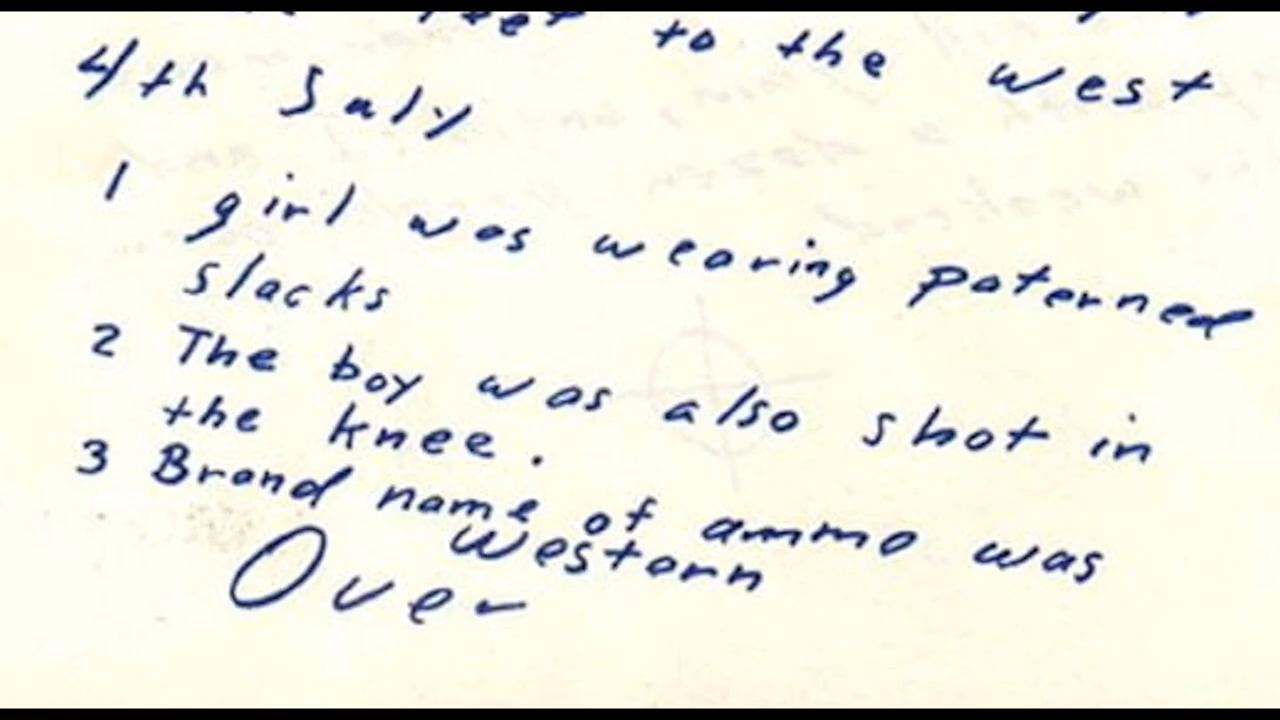 to the west
4th July
1 girl was wearing paterned
slacks
2 The boy was also shot in
the knee.
3 Brand name of ammo was
Western
Over